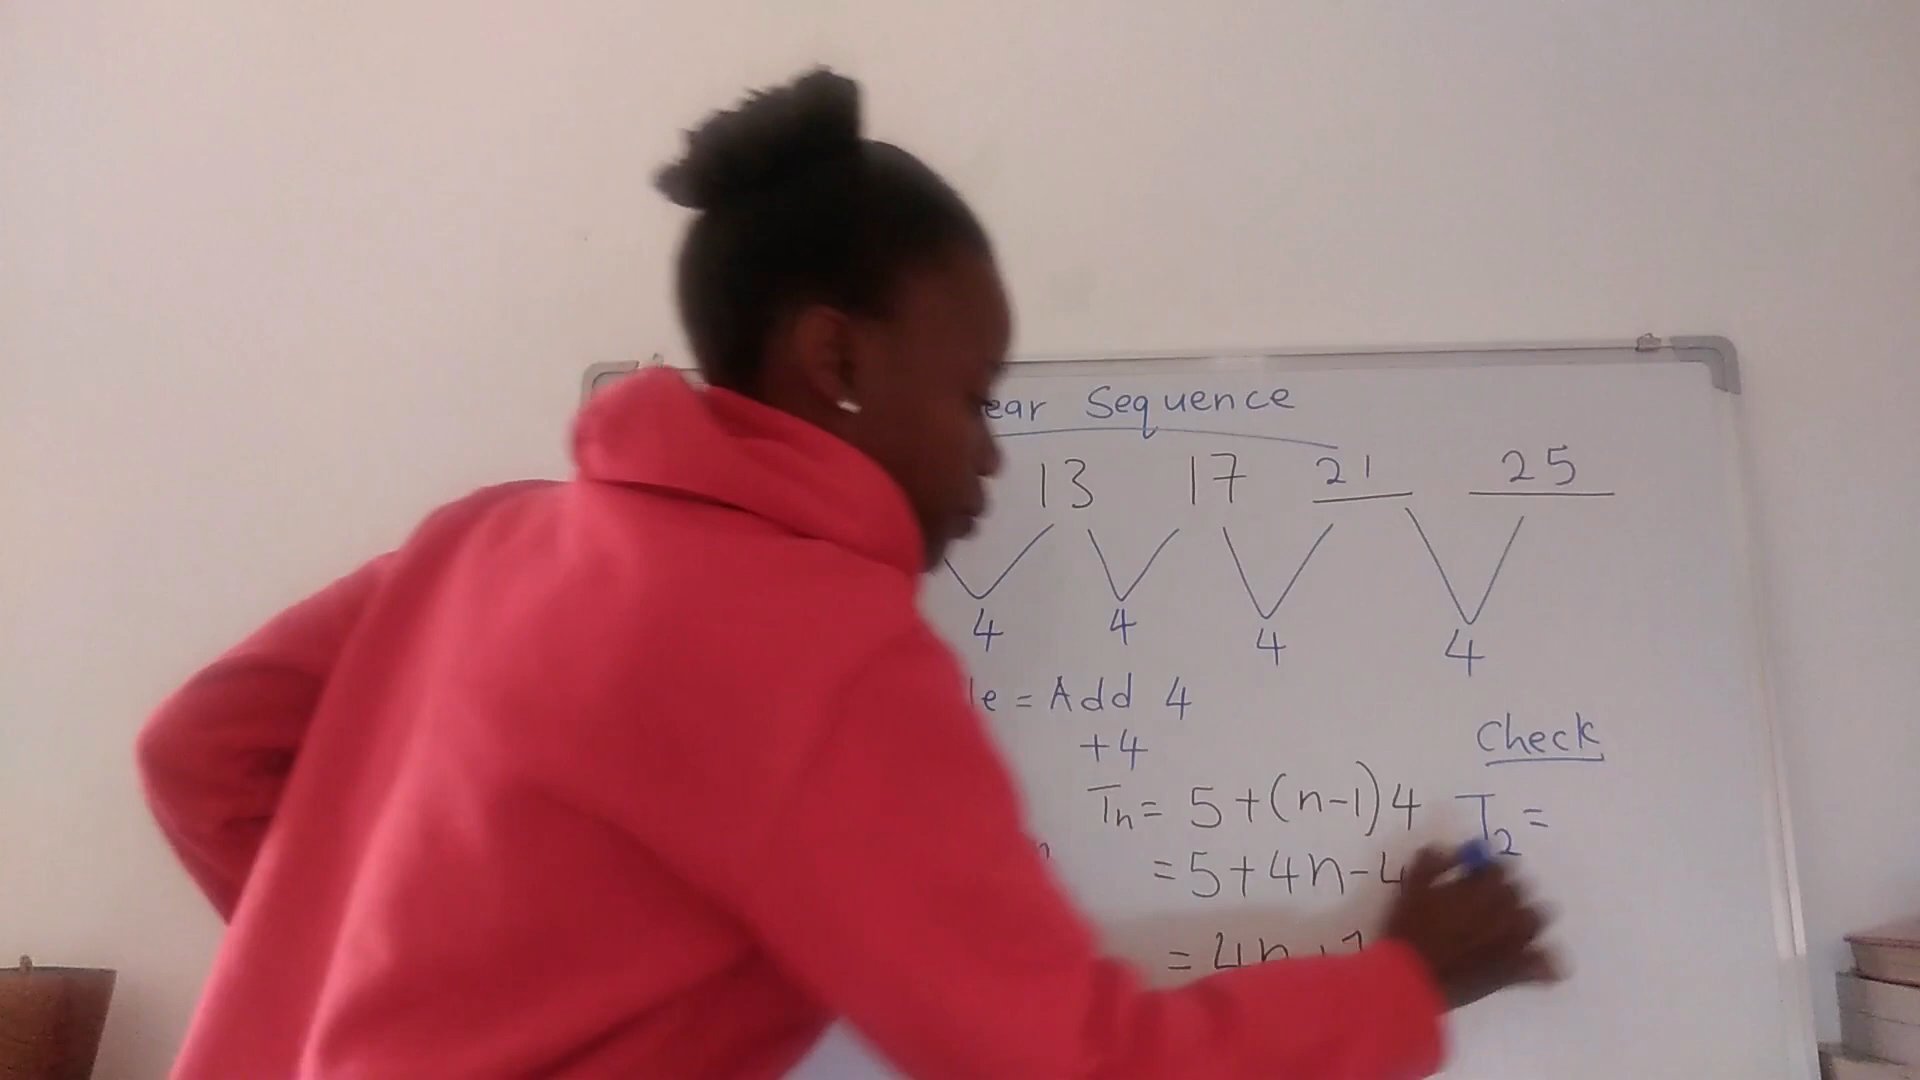 ear Sequence
13 17 21 25
4 4 4 4
le = Add 4
+4
Check
Tn = 5+(n-1)4
T2 =
= 5+4n-4
= 4n+1